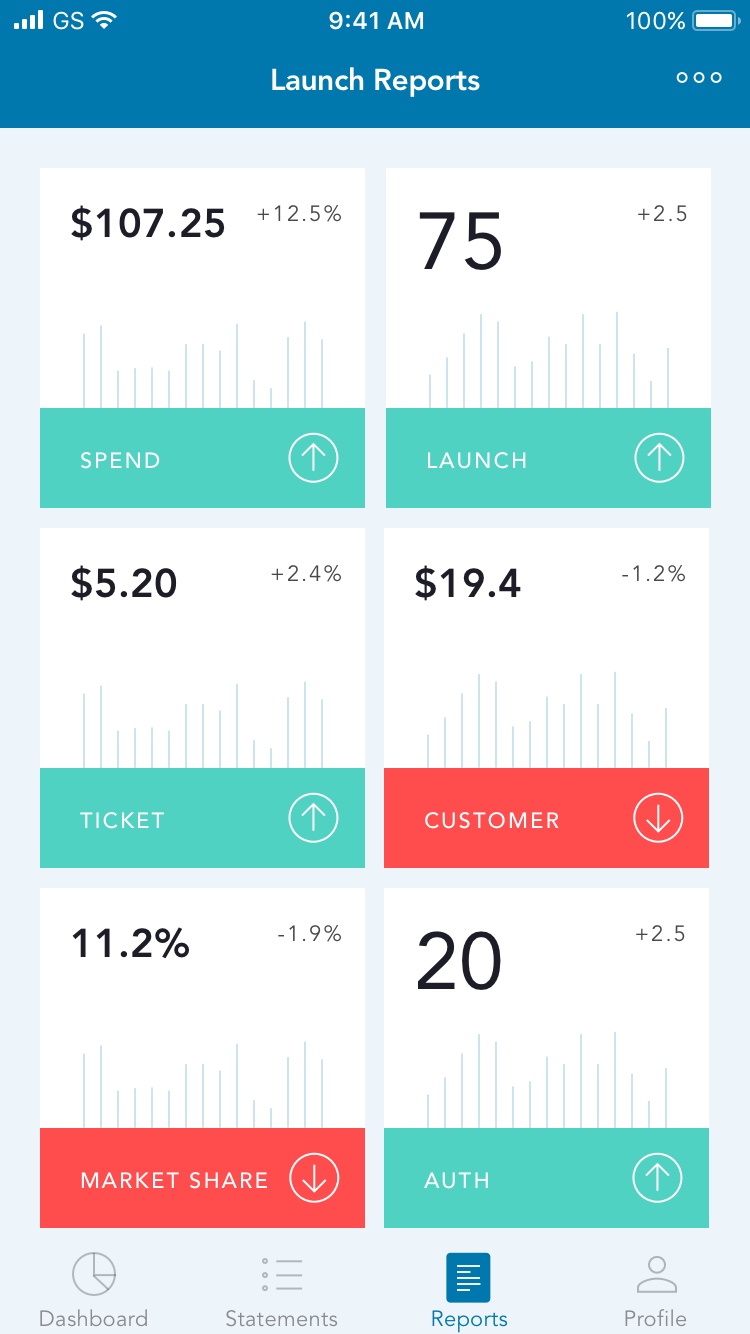 GS 9:41 AM 100%
Launch Reports
$107.25 +12.5%
SPEND
75 +2.5
LAUNCH
$5.20 +2.4%
TICKET
$19.4 -1.2%
CUSTOMER
11.2% -1.9%
MARKET SHARE
20 +2.5
AUTH
Dashboard Statements Reports Profile